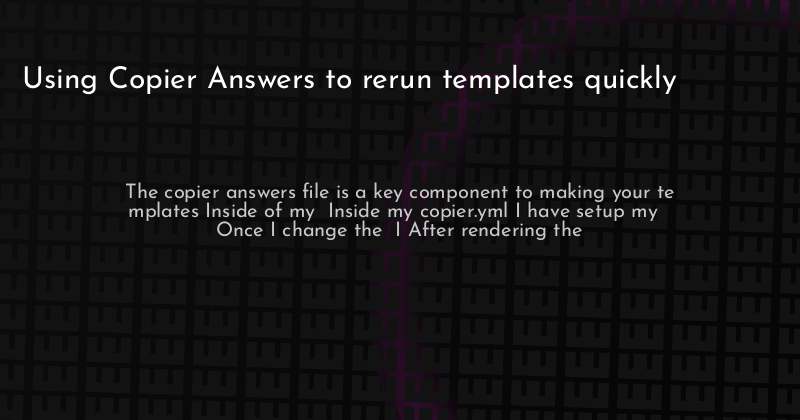 Using Copier Answers to rerun templates quickly
The copier answers file is a key component to making your te
mplates Inside of my  Inside my copier.yml I have setup my
Once I change the  I After rendering the